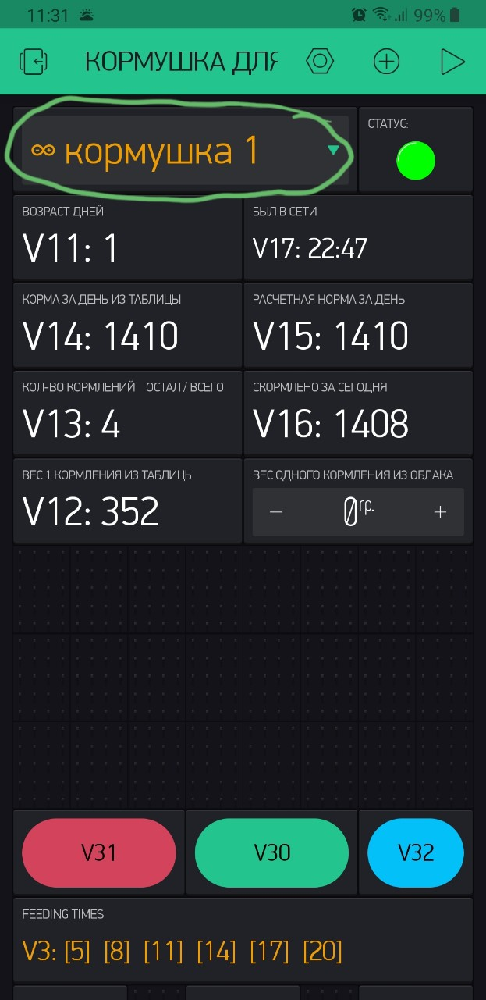 11:31 99%
КОРМУШКА ДЛЯ
кормушка 1
СТАТУС:
ВОЗРАСТ ДНЕЙ
V11: 1
БЫЛ В СЕТИ
V17: 22:47
КОРМА ЗА ДЕНЬ ИЗ ТАБЛИЦЫ
V14: 1410
РАСЧЕТНАЯ НОРМА ЗА ДЕНЬ
V15: 1410
КОЛ-ВО КОРМЛЕНИЙ ОСТАЛ / ВСЕГО
V13: 4
СКОРМЛЕНО ЗА СЕГОДНЯ
V16: 1408
ВЕС 1 КОРМЛЕНИЯ ИЗ ТАБЛИЦЫ
V12: 352
ВЕС ОДНОГО КОРМЛЕНИЯ ИЗ ОБЛАКА
− 0гр. +
V31
V30
V32
FEEDING TIMES
V3: [5] [8] [11] [14] [17] [20]